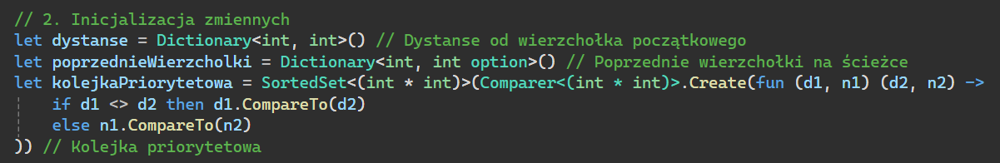 // 2. Inicjalizacja zmiennych
let dystanse = Dictionary<int, int>() // Dystanse od wierzchołka początkowego
let poprzednieWierzcholki = Dictionary<int, int option>() // Poprzednie wierzchołki na ścieżce
let kolejkaPriorytetowa = SortedSet<(int * int)>(Comparer<(int * int)>.Create(fun (d1, n1) (d2, n2) ->
    if d1 <> d2 then d1.CompareTo(d2)
    else n1.CompareTo(n2)
)) // Kolejka priorytetowa